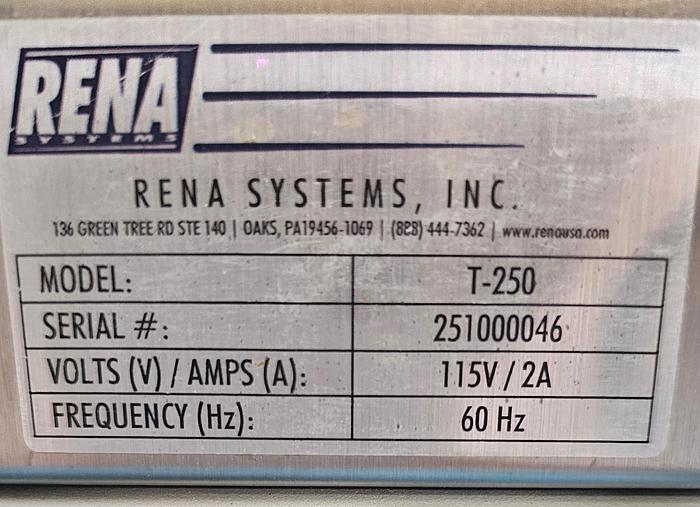 RENA
SYSTEMS
RENA SYSTEMS, INC.
136 GREEN TREE RD STE 140 | OAKS, PA19456-1069 | (828) 444-7362 | www.renausa.com
MODEL: T-250
SERIAL #: 251000046
VOLTS (V) / AMPS (A): 115V / 2A
FREQUENCY (Hz): 60 Hz